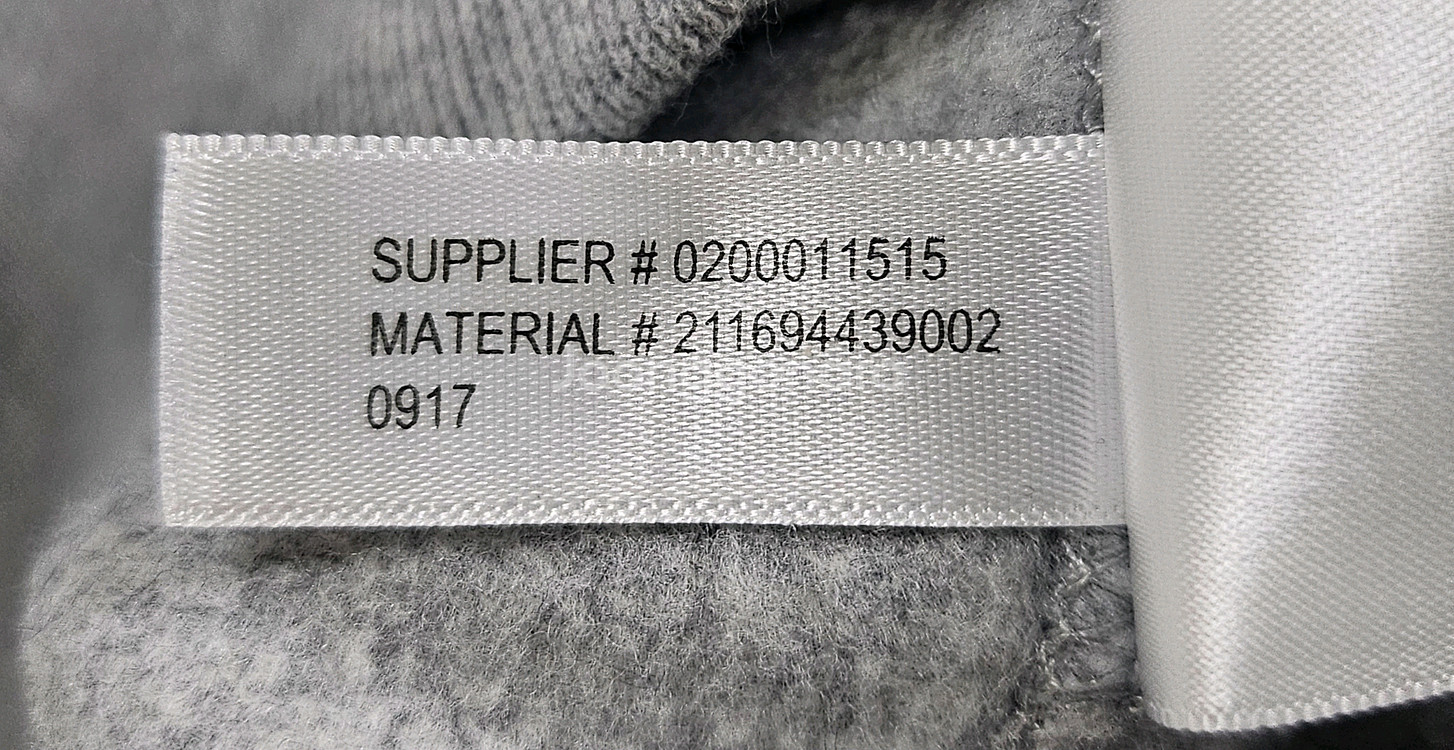 SUPPLIER # 0200011515
MATERIAL # 211694439002
0917